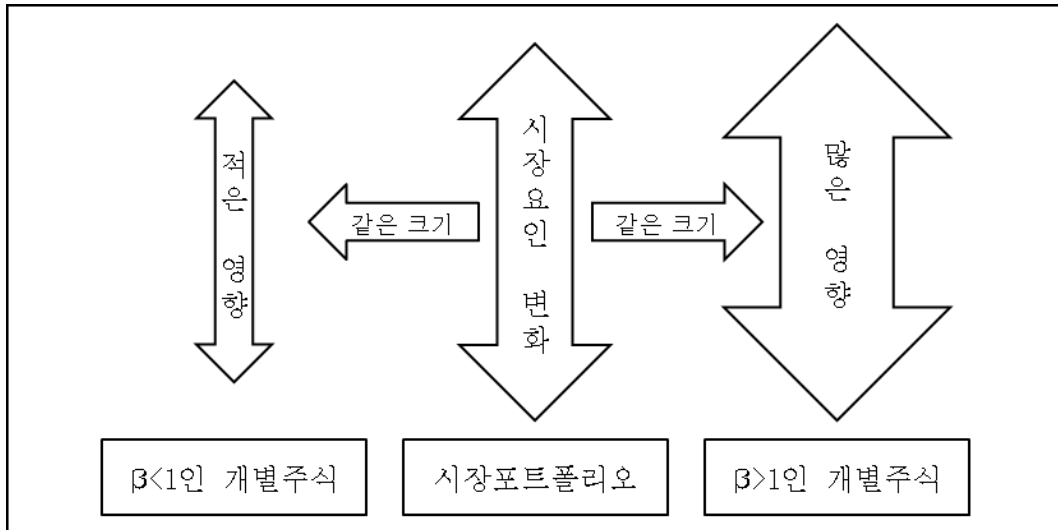 적은 영향
같은 크기
시장요인 변화
같은 크기
많은 영향
β<1인 개별주식
시장포트폴리오
β>1인 개별주식